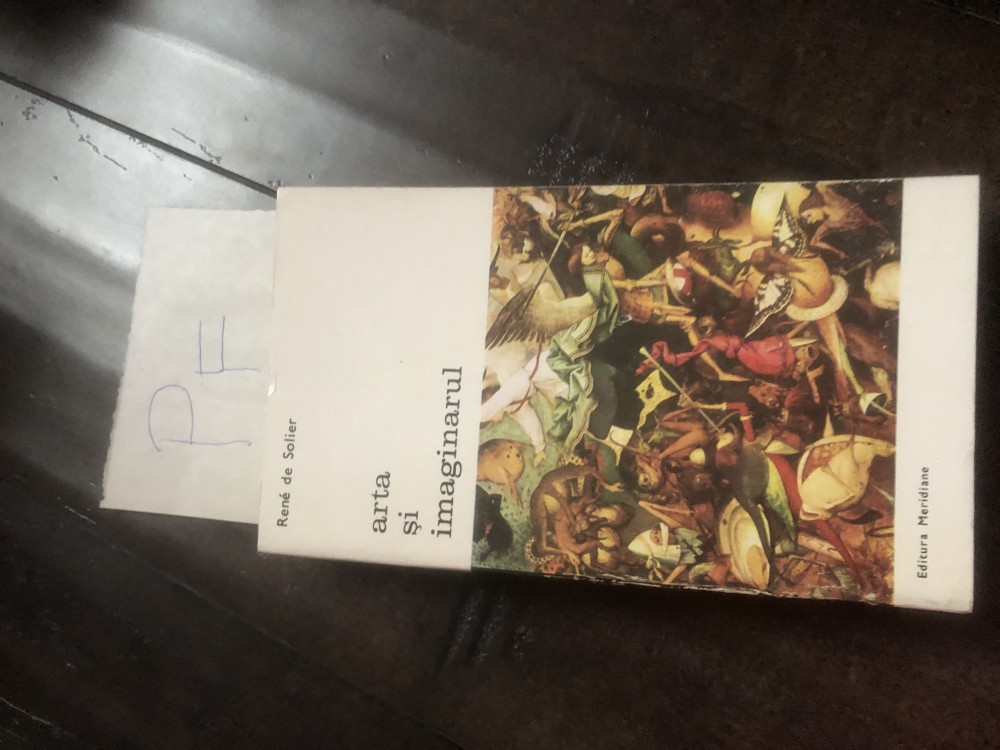 PF
René de Solier
arta
și
imaginarul
Editura Meridiane